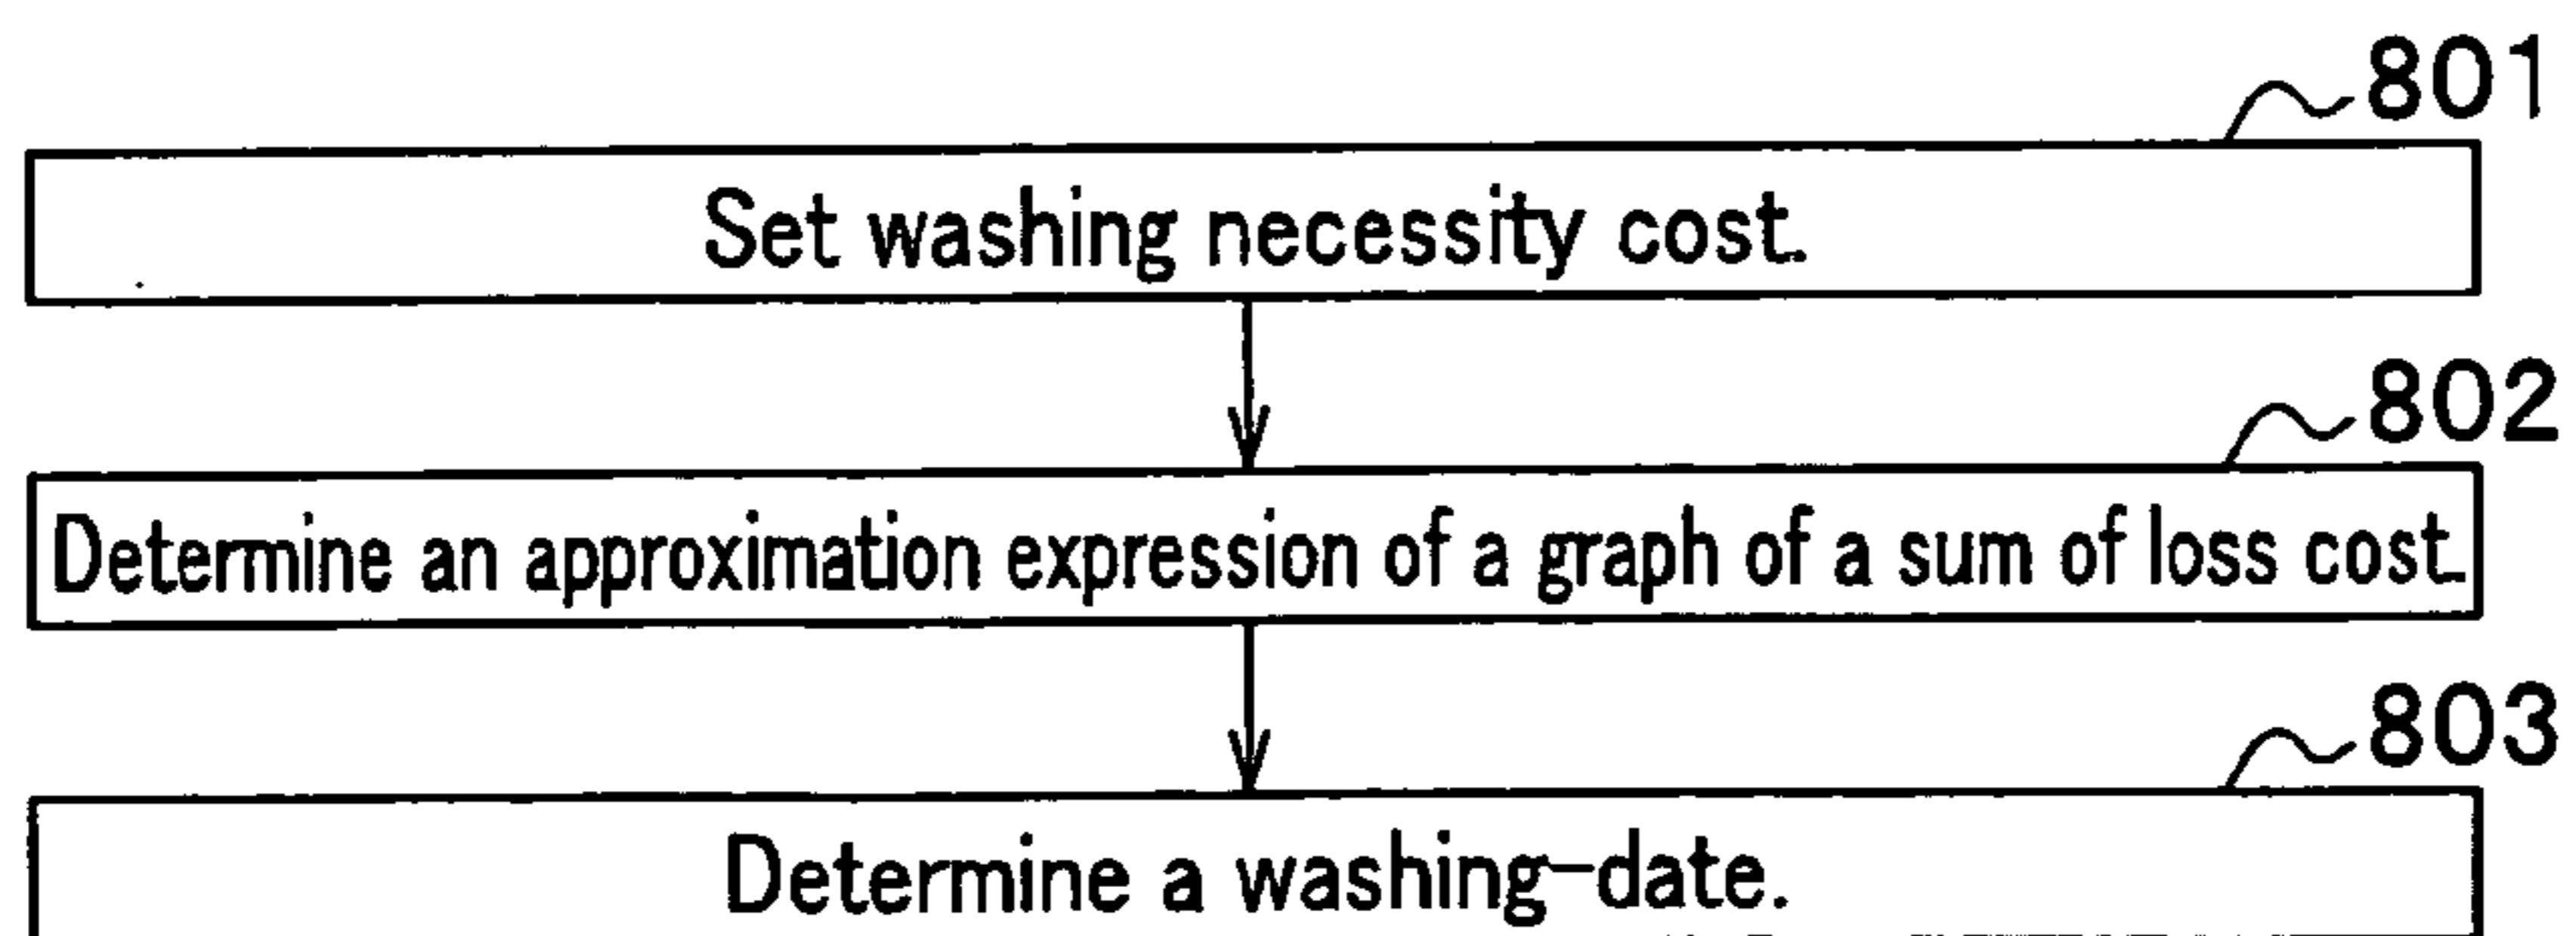 801
Set washing necessity cost.
802
Determine an approximation expression of a graph of a sum of loss cost.
803
Determine a washing-date.